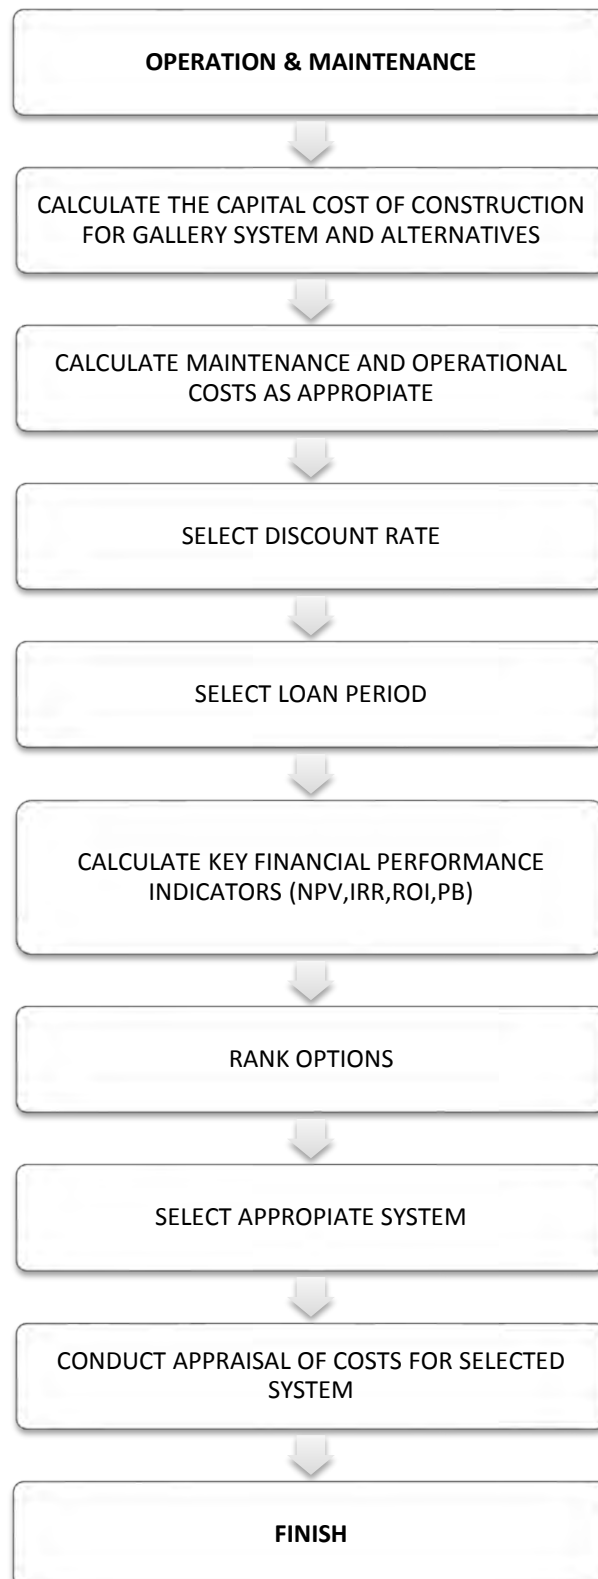 OPERATION & MAINTENANCE
CALCULATE THE CAPITAL COST OF CONSTRUCTION
FOR GALLERY SYSTEM AND ALTERNATIVES
CALCULATE MAINTENANCE AND OPERATIONAL
COSTS AS APPROPIATE
SELECT DISCOUNT RATE
SELECT LOAN PERIOD
CALCULATE KEY FINANCIAL PERFORMANCE
INDICATORS (NPV,IRR,ROI,PB)
RANK OPTIONS
SELECT APPROPIATE SYSTEM
CONDUCT APPRAISAL OF COSTS FOR SELECTED
SYSTEM
FINISH